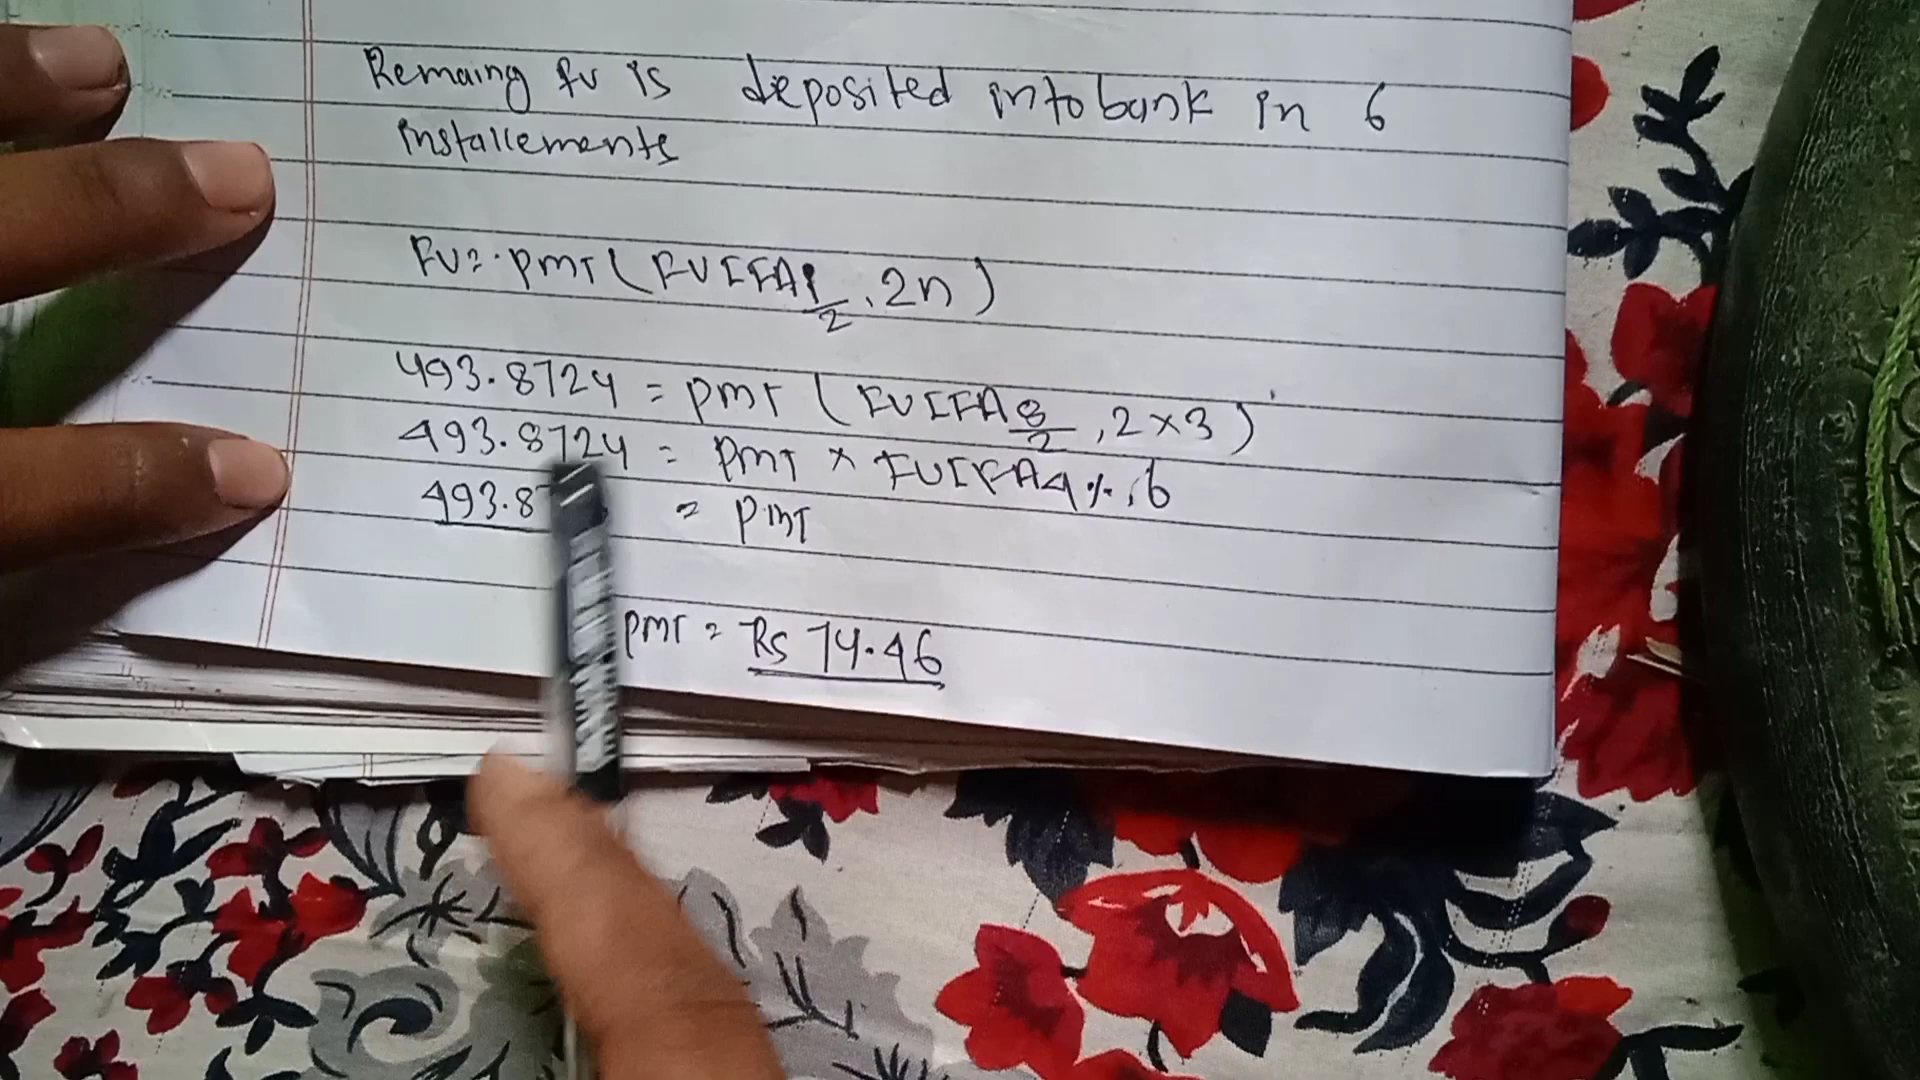 Remaing fv is deposited into bank in 6
installements
FV = PMT ( FVIFA i/2 , 2n )
493.8724 = PMT ( FVIFA 8/2 , 2×3 )
493.8724 = PMT × FVIFA 4% , 6
493.87 = PMT
PMT = Rs 74.46